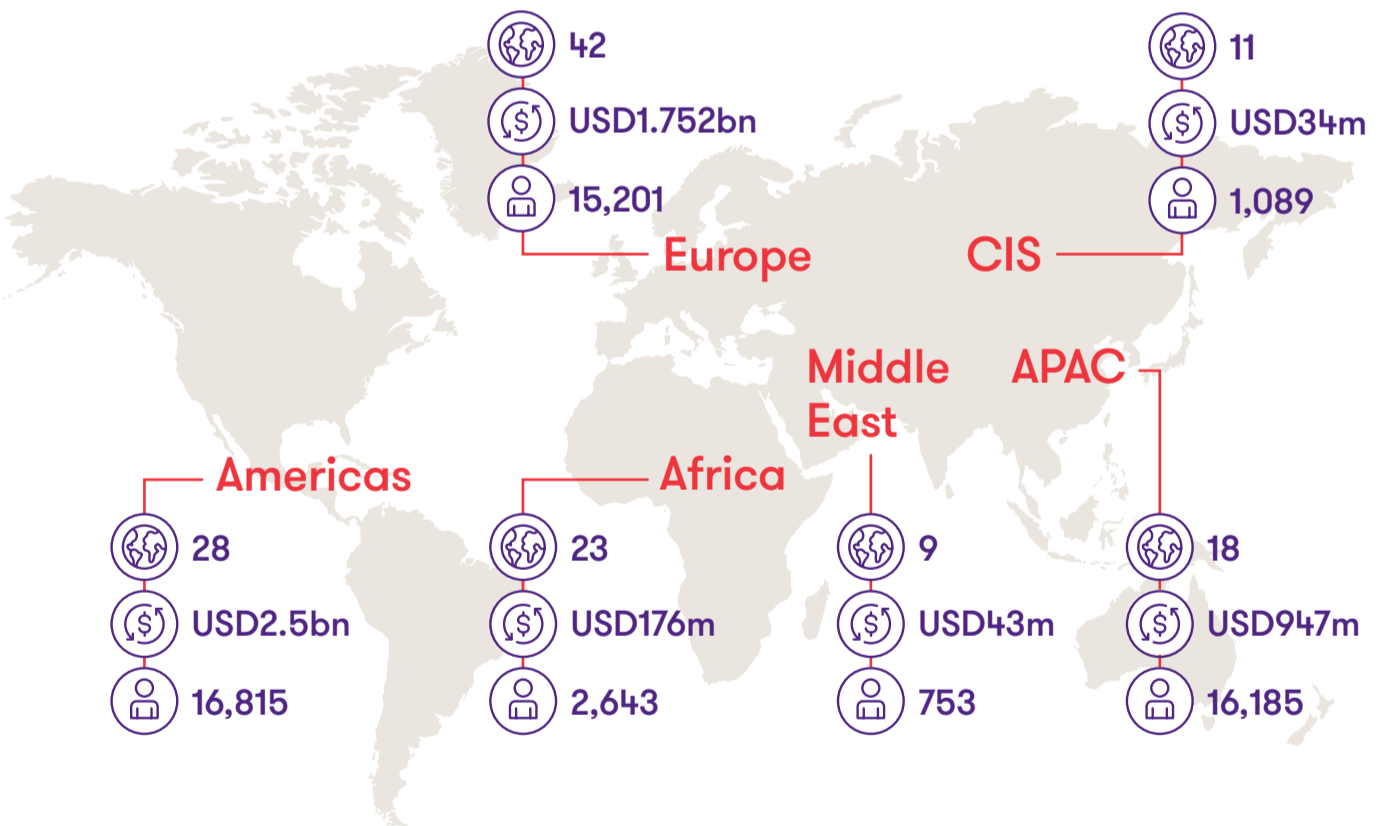 42
USD1.752bn
15,201
Europe
11
USD34m
1,089
CIS
Americas
28
USD2.5bn
16,815
Africa
23
USD176m
2,643
Middle
East
9
USD43m
753
APAC
18
USD947m
16,185